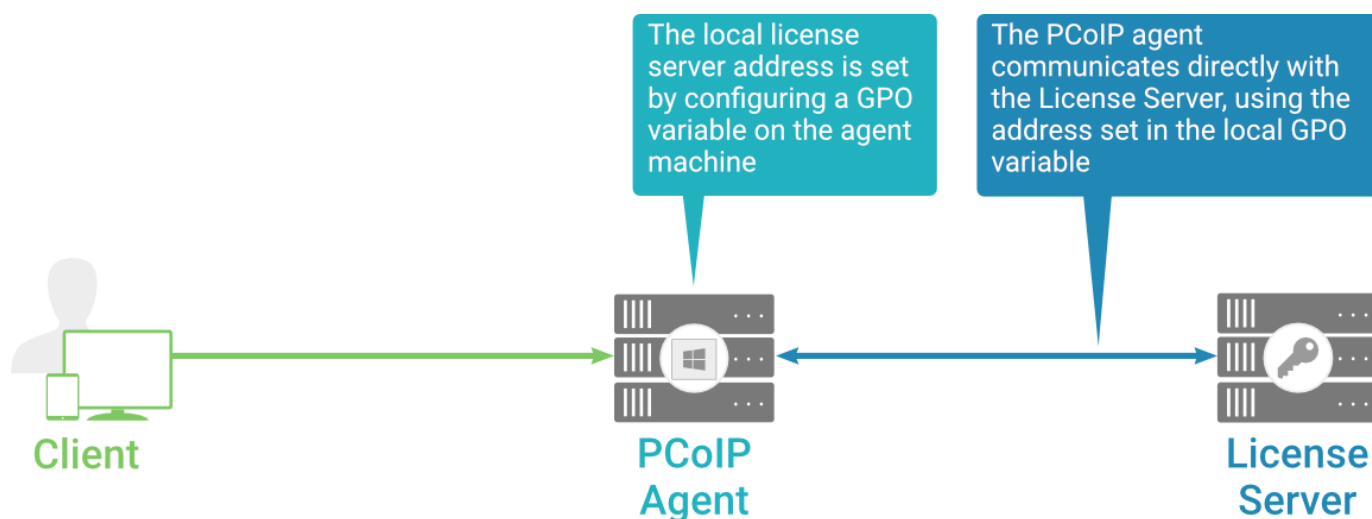 The local license
server address is set
by configuring a GPO
variable on the agent
machine
The PCoIP agent
communicates directly with
the License Server, using the
address set in the local GPO
variable
Client
PCoIP
Agent
License
Server